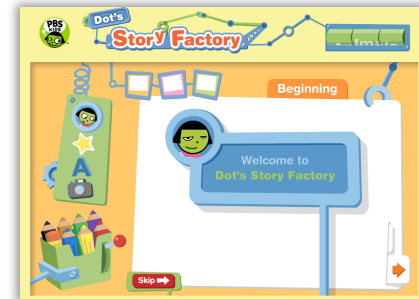 PBS
KIDS
Dot's
Story Factory
Beginning
Welcome to
Dot's Story Factory
A
Skip